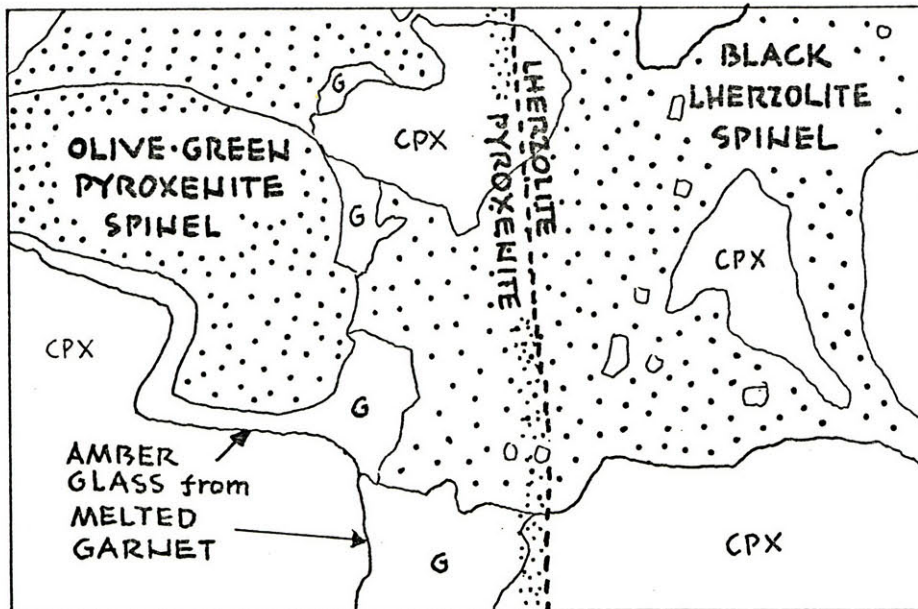 OLIVE-GREEN
PYROXENITE
SPINEL
G
CPX
LHERZOLITE
PYROXENITE
BLACK
LHERZOLITE
SPINEL
G
CPX
CPX
G
AMBER
GLASS from
MELTED
GARNET
G
CPX